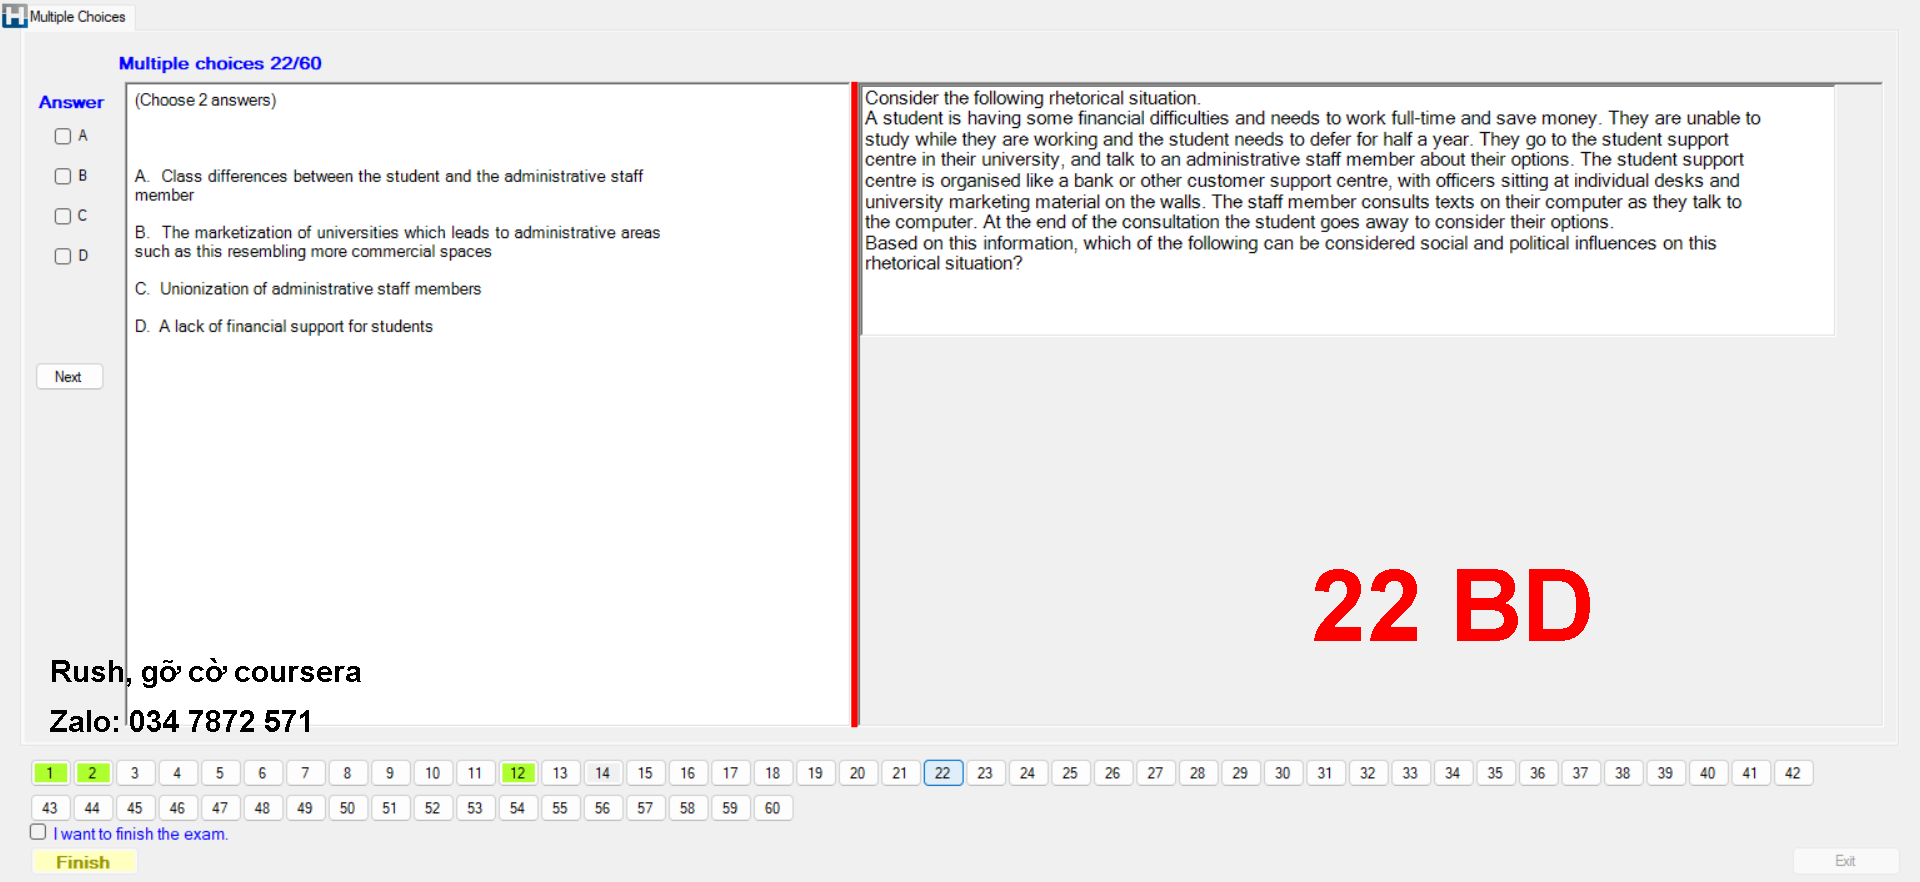 Multiple Choices
Multiple choices 22/60
Answer
A
B
C
D
Next
(Choose 2 answers)
A. Class differences between the student and the administrative staff
member
B. The marketization of universities which leads to administrative areas
such as this resembling more commercial spaces
C. Unionization of administrative staff members
D. A lack of financial support for students
Consider the following rhetorical situation.
A student is having some financial difficulties and needs to work full-time and save money. They are unable to
study while they are working and the student needs to defer for half a year. They go to the student support
centre in their university, and talk to an administrative staff member about their options. The student support
centre is organised like a bank or other customer support centre, with officers sitting at individual desks and
university marketing material on the walls. The staff member consults texts on their computer as they talk to
the computer. At the end of the consultation the student goes away to consider their options.
Based on this information, which of the following can be considered social and political influences on this
rhetorical situation?
22 BD
Rush, gỡ cờ coursera
Zalo: 034 7872 571
1 2 3 4 5 6 7 8 9 10 11 12 13 14 15 16 17 18 19 20 21 22 23 24 25 26 27 28 29 30 31 32 33 34 35 36 37 38 39 40 41 42
43 44 45 46 47 48 49 50 51 52 53 54 55 56 57 58 59 60
I want to finish the exam.
Finish
Exit